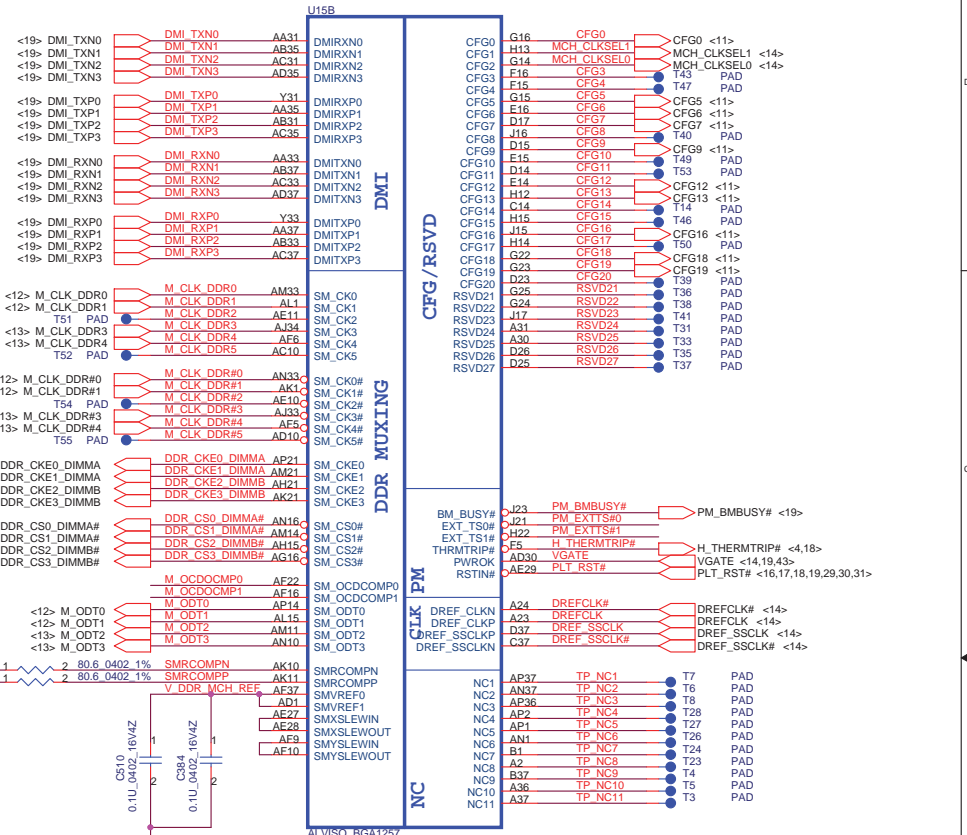 U15B
<19> DMI_TXN0 DMI_TXN0 AA31 DMIRXN0
<19> DMI_TXN1 DMI_TXN1 AB35 DMIRXN1
<19> DMI_TXN2 DMI_TXN2 AC31 DMIRXN2
<19> DMI_TXN3 DMI_TXN3 AD35 DMIRXN3
<19> DMI_TXP0 DMI_TXP0 Y31 DMIRXP0
<19> DMI_TXP1 DMI_TXP1 AA35 DMIRXP1
<19> DMI_TXP2 DMI_TXP2 AB31 DMIRXP2
<19> DMI_TXP3 DMI_TXP3 AC35 DMIRXP3
<19> DMI_RXN0 DMI_RXN0 AA33 DMITXN0
<19> DMI_RXN1 DMI_RXN1 AB37 DMITXN1
<19> DMI_RXN2 DMI_RXN2 AC33 DMITXN2
<19> DMI_RXN3 DMI_RXN3 AD37 DMITXN3
<19> DMI_RXP0 DMI_RXP0 Y33 DMITXP0
<19> DMI_RXP1 DMI_RXP1 AA37 DMITXP1
<19> DMI_RXP2 DMI_RXP2 AB33 DMITXP2
<19> DMI_RXP3 DMI_RXP3 AC37 DMITXP3
DMI
<12> M_CLK_DDR0 M_CLK_DDR0 AM33 SM_CK0
<12> M_CLK_DDR1 M_CLK_DDR1 AL1 SM_CK1
T51 PAD M_CLK_DDR2 AE11 SM_CK2
<13> M_CLK_DDR3 M_CLK_DDR3 AJ34 SM_CK3
<13> M_CLK_DDR4 M_CLK_DDR4 AF6 SM_CK4
T52 PAD M_CLK_DDR5 AC10 SM_CK5
12> M_CLK_DDR#0 M_CLK_DDR#0 AN33 SM_CK0#
12> M_CLK_DDR#1 M_CLK_DDR#1 AK1 SM_CK1#
T54 PAD M_CLK_DDR#2 AE10 SM_CK2#
13> M_CLK_DDR#3 M_CLK_DDR#3 AJ33 SM_CK3#
13> M_CLK_DDR#4 M_CLK_DDR#4 AF5 SM_CK4#
T55 PAD M_CLK_DDR#5 AD10 SM_CK5#
DDR_CKE0_DIMMA DDR_CKE0_DIMMA AP21 SM_CKE0
DDR_CKE1_DIMMA DDR_CKE1_DIMMA AM21 SM_CKE1
DDR_CKE2_DIMMB DDR_CKE2_DIMMB AH21 SM_CKE2
DDR_CKE3_DIMMB DDR_CKE3_DIMMB AK21 SM_CKE3
DDR_CS0_DIMMA# DDR_CS0_DIMMA# AN16 SM_CS0#
DDR_CS1_DIMMA# DDR_CS1_DIMMA# AM14 SM_CS1#
DDR_CS2_DIMMB# DDR_CS2_DIMMB# AH15 SM_CS2#
DDR_CS3_DIMMB# DDR_CS3_DIMMB# AG16 SM_CS3#
M_OCDOCMP0 AF22 SM_OCDCOMP0
M_OCDOCMP1 AF16 SM_OCDCOMP1
<12> M_ODT0 M_ODT0 AP14 SM_ODT0
<12> M_ODT1 M_ODT1 AL15 SM_ODT1
<13> M_ODT2 M_ODT2 AM11 SM_ODT2
<13> M_ODT3 M_ODT3 AN10 SM_ODT3
1 2 80.6_0402_1% SMRCOMPN AK10 SMRCOMPN
1 2 80.6_0402_1% SMRCOMPP AK11 SMRCOMPP
V_DDR_MCH_REF AF37 SMVREF0
AD1 SMVREF1
AE27 SMXSLEWIN
AE28 SMXSLEWOUT
AF9 SMYSLEWIN
AF10 SMYSLEWOUT
DDR MUXING
C510
0.1U_0402_16V4Z
1
2
C384
0.1U_0402_16V4Z
1
2
CFG0 G16 CFG0 CFG0 <11>
CFG1 H13 MCH_CLKSEL1 MCH_CLKSEL1 <14>
CFG2 G14 MCH_CLKSEL0 MCH_CLKSEL0 <14>
CFG3 F16 CFG3 T43 PAD
CFG4 F15 CFG4 T47 PAD
CFG5 G15 CFG5 CFG5 <11>
CFG6 E16 CFG6 CFG6 <11>
CFG7 D17 CFG7 CFG7 <11>
CFG8 J16 CFG8 T40 PAD
CFG9 D15 CFG9 CFG9 <11>
CFG10 E15 CFG10 T49 PAD
CFG11 D14 CFG11 T53 PAD
CFG12 E14 CFG12 CFG12 <11>
CFG13 H12 CFG13 CFG13 <11>
CFG14 C14 CFG14 T14 PAD
CFG15 H15 CFG15 T46 PAD
CFG16 J15 CFG16 CFG16 <11>
CFG17 H14 CFG17 T50 PAD
CFG18 G22 CFG18 CFG18 <11>
CFG19 G23 CFG19 CFG19 <11>
CFG20 D23 CFG20 T39 PAD
RSVD21 G25 RSVD21 T36 PAD
RSVD22 G24 RSVD22 T38 PAD
RSVD23 J17 RSVD23 T41 PAD
RSVD24 A31 RSVD24 T31 PAD
RSVD25 A30 RSVD25 T33 PAD
RSVD26 D26 RSVD26 T35 PAD
RSVD27 D25 RSVD27 T37 PAD
CFG/RSVD
BM_BUSY# J23 PM_BMBUSY# PM_BMBUSY# <19>
EXT_TS0# J21 PM_EXTTS#0
EXT_TS1# H22 PM_EXTTS#1
THRMTRIP# F5 H_THERMTRIP# H_THERMTRIP# <4,18>
PWROK AD30 VGATE VGATE <14,19,43>
RSTIN# AE29 PLT_RST# PLT_RST# <16,17,18,19,29,30,31>
PM
DREF_CLKN A24 DREFCLK# DREFCLK# <14>
DREF_CLKP A23 DREFCLK DREFCLK <14>
DREF_SSCLKP D37 DREF_SSCLK DREF_SSCLK <14>
DREF_SSCLKN C37 DREF_SSCLK# DREF_SSCLK# <14>
CLK
NC1 AP37 TP_NC1 T7 PAD
NC2 AN37 TP_NC2 T6 PAD
NC3 AP36 TP_NC3 T8 PAD
NC4 AP2 TP_NC4 T28 PAD
NC5 AP1 TP_NC5 T27 PAD
NC6 AN1 TP_NC6 T26 PAD
NC7 B1 TP_NC7 T24 PAD
NC8 A2 TP_NC8 T23 PAD
NC9 B37 TP_NC9 T4 PAD
NC10 A36 TP_NC10 T5 PAD
NC11 A37 TP_NC11 T3 PAD
NC
ALVISO_BGA1257